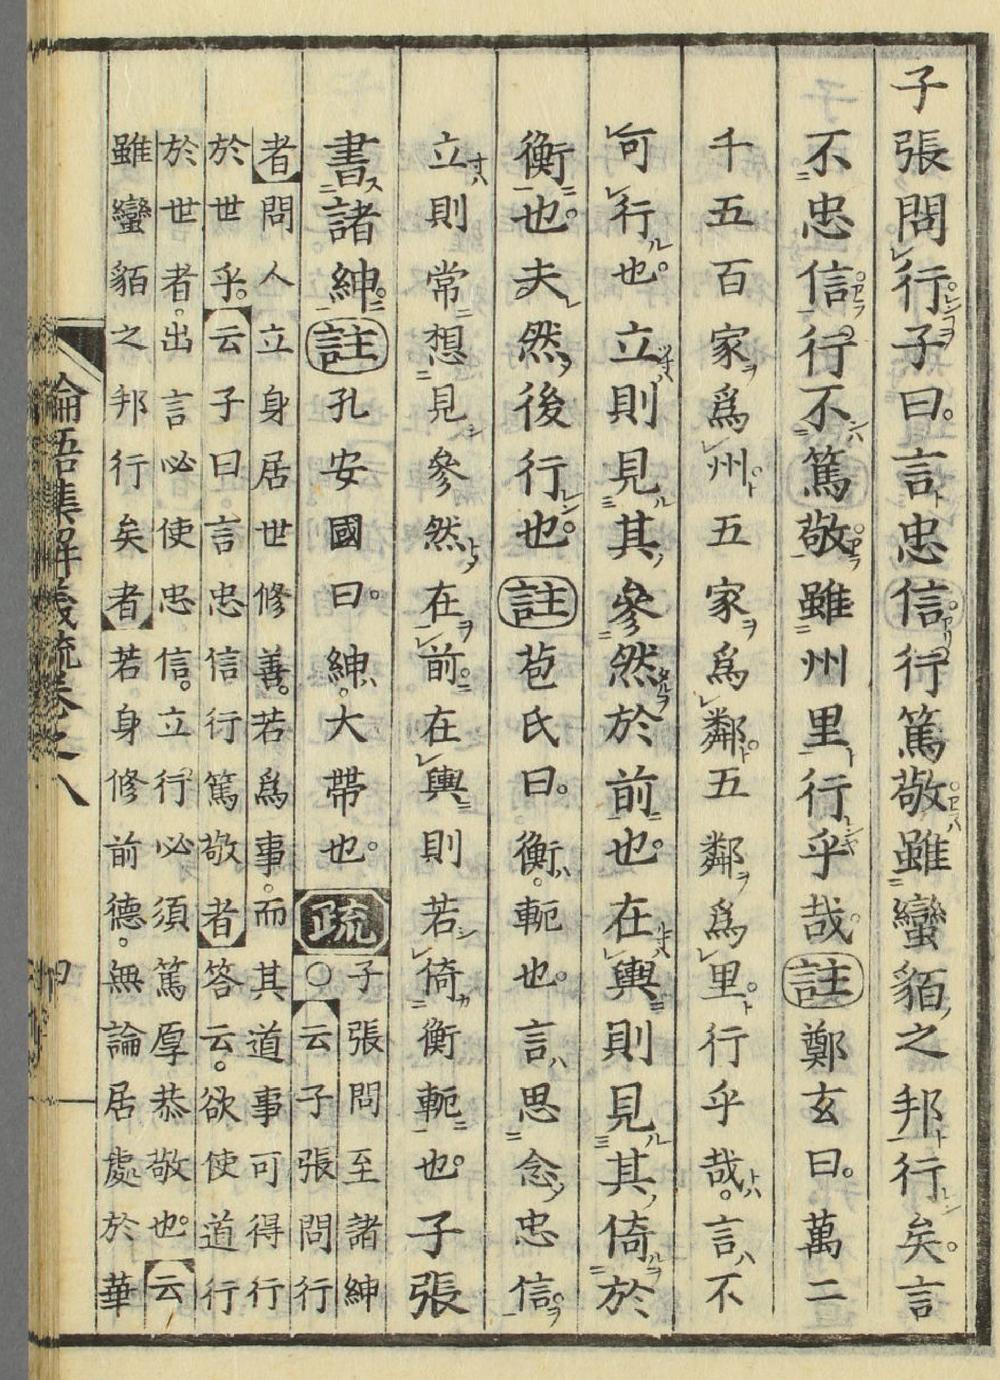 子張問行子曰。言忠信行篤敬雖蠻貊之邦行矣。言
不忠信行不篤敬雖州里行乎哉。註鄭玄曰。萬二
千五百家爲州五家爲鄰五鄰爲里行乎哉。言不
可行也。立則見其參然於前也。在輿則見其倚於
衡也。夫然後行也。註苞氏曰。衡。軛也。言思念忠信。
立則常想見參然在前在輿則若倚衡軛也。子張
書諸紳。註孔安國曰。紳。大帶也。疏子張問至諸紳
○云子張問行
者問人立身居世修善。若爲事。而其道事可得行
於世乎。云子曰言忠信行篤敬者答云。欲使道行
於世者。出言必使忠信。立行必須篤厚恭敬也。云
雖蠻貊之邦行矣者若身修前德。無論居處於華
論語集解義疏卷之八